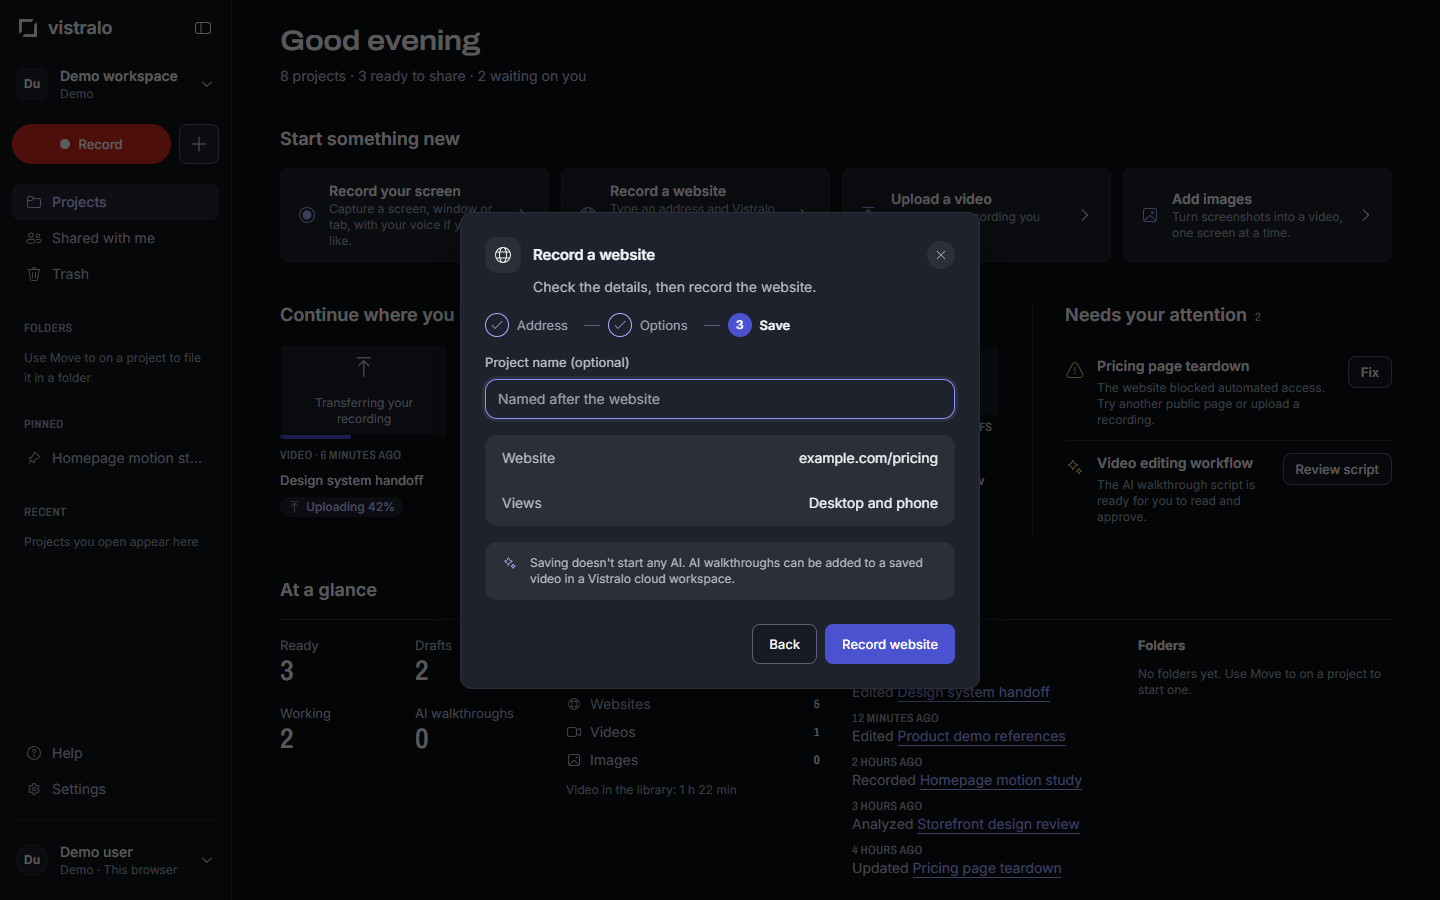 vistralo
Du
Demo workspace
Demo
Record
Projects
Shared with me
Trash
FOLDERS
Use Move to on a project to file
it in a folder
PINNED
Homepage motion st...
RECENT
Projects you open appear here
Help
Settings
Du
Demo user
Demo · This browser
Good evening
8 projects · 3 ready to share · 2 waiting on you
Start something new
Record your screen
Capture a screen, window or
tab, with your voice if y
like.
Record a website
Type an address and Vistralo
Upload a video
ording you
Add images
Turn screenshots into a video,
one screen at a time.
Continue where you
Transferring your
recording
VIDEO · 6 MINUTES AGO
Design system handoff
Uploading 42%
FS
Needs your attention 2
Pricing page teardown
The website blocked automated access.
Try another public page or upload a
recording.
Fix
Video editing workflow
The AI walkthrough script is
ready for you to read and
approve.
Review script
Record a website
Check the details, then record the website.
Address
Options
3 Save
Project name (optional)
Named after the website
Website example.com/pricing
Views Desktop and phone
Saving doesn't start any AI. AI walkthroughs can be added to a saved
video in a Vistralo cloud workspace.
Back
Record website
At a glance
Ready
3
Drafts
2
Working
2
AI walkthroughs
0
Websites 5
Videos 1
Images 0
Video in the library: 1 h 22 min
Edited Design system handoff
12 MINUTES AGO
Edited Product demo references
2 HOURS AGO
Recorded Homepage motion study
3 HOURS AGO
Analyzed Storefront design review
4 HOURS AGO
Updated Pricing page teardown
Folders
No folders yet. Use Move to on a project to
start one.